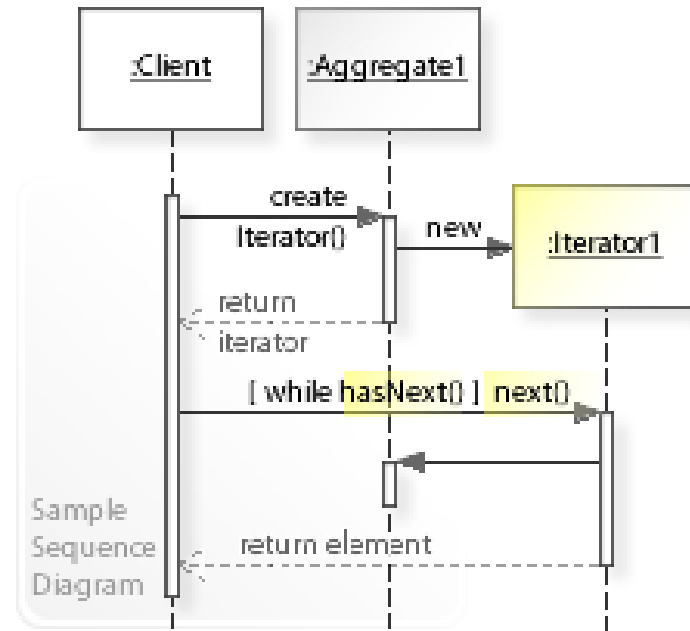 :Client
:Aggregate1
create
Iterator()
new
:Iterator1
return
iterator
[ while hasNext() ] next()
return element
Sample
Sequence
Diagram